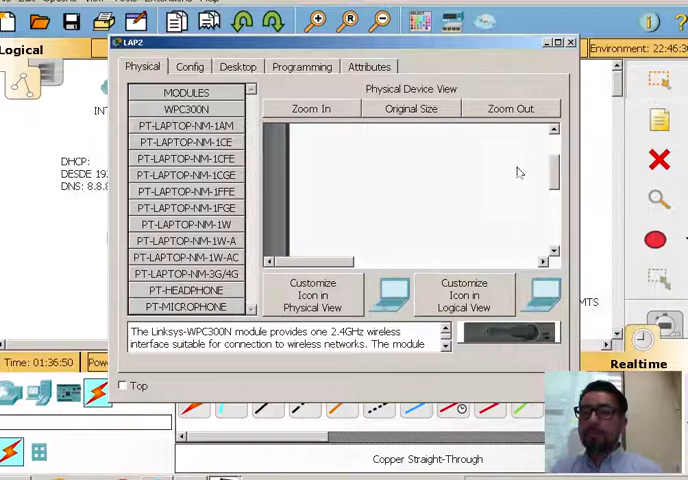 LAP2
Logical
Environment: 22:46:3
Physical
Config
Desktop
Programming
Attributes
MODULES
WPC300N
PT-LAPTOP-NM-1AM
PT-LAPTOP-NM-1CE
PT-LAPTOP-NM-1CFE
PT-LAPTOP-NM-1CGE
PT-LAPTOP-NM-1FFE
PT-LAPTOP-NM-1FGE
PT-LAPTOP-NM-1W
PT-LAPTOP-NM-1W-A
PT-LAPTOP-NM-1W-AC
PT-LAPTOP-NM-3G/4G
PT-HEADPHONE
PT-MICROPHONE
Physical Device View
Zoom In
Original Size
Zoom Out
INT
DHCP:
DESDE 19
DNS: 8.8.8
Customize
Icon in
Physical View
Customize
Icon in
Logical View
MTS
The Linksys-WPC300N module provides one 2.4GHz wireless
interface suitable for connection to wireless networks. The module
Time: 01:36:50
Pow
Realtime
Top
Copper Straight-Through